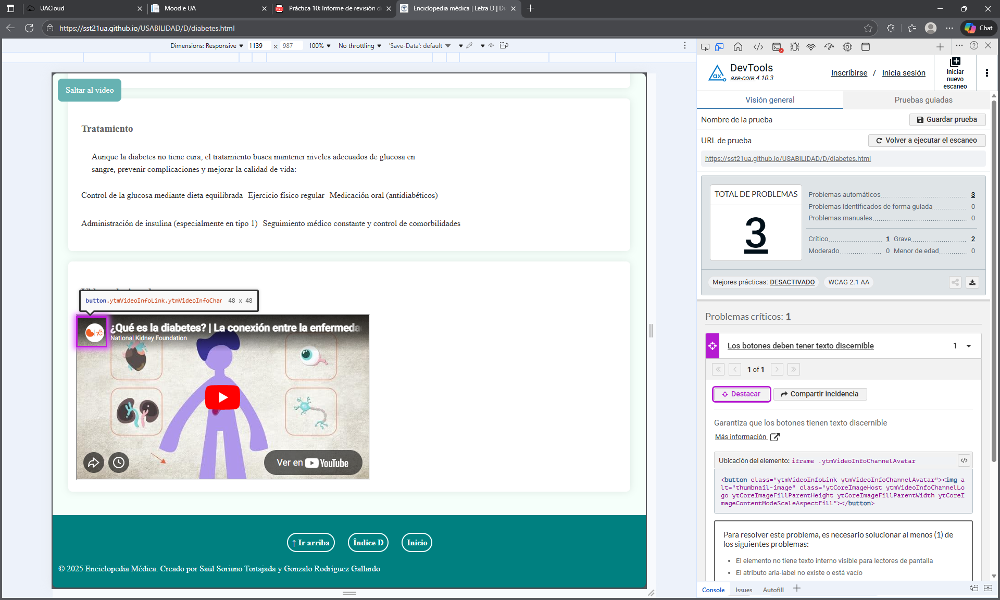 UACloud
Moodle UA
Práctica 10: Informe de revisión d
Enciclopedia médica | Letra D | Di
https://sst21ua.github.io/USABILIDAD/D/diabetes.html
Chat
Dimensions: Responsive 1139 × 987 100% No throttling 'Save-Data': default
Saltar al video
Tratamiento
Aunque la diabetes no tiene cura, el tratamiento busca mantener niveles adecuados de glucosa en
sangre, prevenir complicaciones y mejorar la calidad de vida:
Control de la glucosa mediante dieta equilibrada Ejercicio físico regular Medicación oral (antidiabéticos)
Administración de insulina (especialmente en tipo 1) Seguimiento médico constante y control de comorbilidades
button.ytmVideoInfoLink.ytmVideoInfoChar 48 x 48
¿Qué es la diabetes? | La conexión entre la enfermeda
National Kidney Foundation
Ver en YouTube
↑ Ir arriba
Índice D
Inicio
© 2025 Enciclopedia Médica. Creado por Saül Soriano Tortajada y Gonzalo Rodríguez Gallardo
ax
DevTools
axe-core 4.10.3
Inscribirse / Inicia sesión
Iniciar
nuevo
escaneo
Visión general
Pruebas guiadas
Nombre de la prueba
Guardar prueba
URL de prueba
Volver a ejecutar el escaneo
https://sst21ua.github.io/USABILIDAD/D/diabetes.html
TOTAL DE PROBLEMAS
3
Problemas automáticos 3
Problemas identificados de forma guiada 0
Problemas manuales 0
Crítico 1 Grave 2
Moderado 0 Menor de edad 0
Mejores prácticas: DESACTIVADO
WCAG 2.1 AA
Problemas críticos: 1
Los botones deben tener texto discernible 1
1 of 1
Destacar
Compartir incidencia
Garantiza que los botones tienen texto discernible
Más información
Ubicación del elemento: iframe .ytmVideoInfoChannelAvatar
<button class="ytmVideoInfoLink ytmVideoInfoChannelAvatar"><img a
lt="thumbnail-image" class="ytCoreImageHost ytmVideoInfoChannelLo
go ytCoreImageFillParentHeight ytCoreImageFillParentWidth ytCoreI
mageContentModeScaleAspectFill"></button>
Para resolver este problema, es necesario solucionar al menos (1) de
los siguientes problemas:
• El elemento no tiene texto interno visible para lectores de pantalla
• El atributo aria-label no existe o está vacío
Console
Issues
Autofill